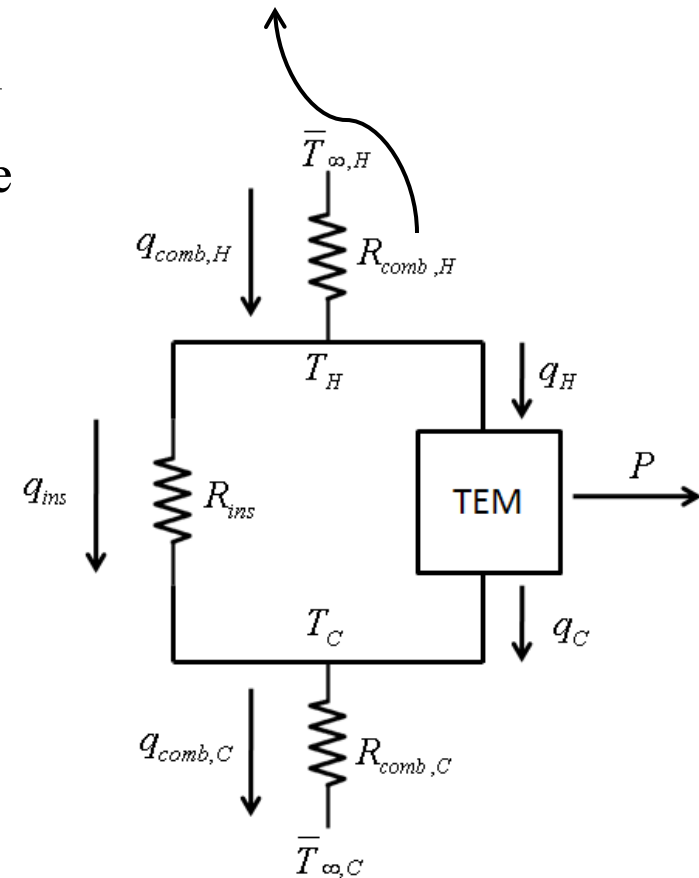 e
T̅∞,H
q_comb,H
R_comb,H
T_H
q_H
q_ins
R_ins
TEM
P
T_C
q_C
q_comb,C
R_comb,C
T̅∞,C